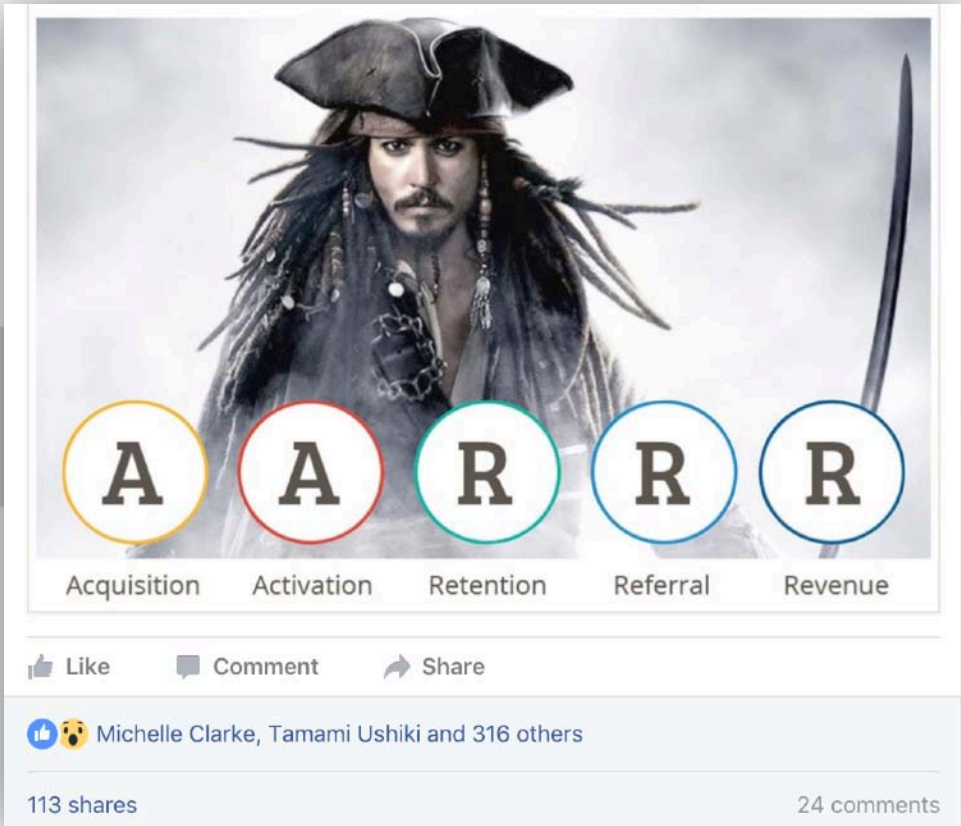 A A R R R
Acquisition Activation Retention Referral Revenue
Like Comment Share
Michelle Clarke, Tamami Ushiki and 316 others
113 shares 24 comments